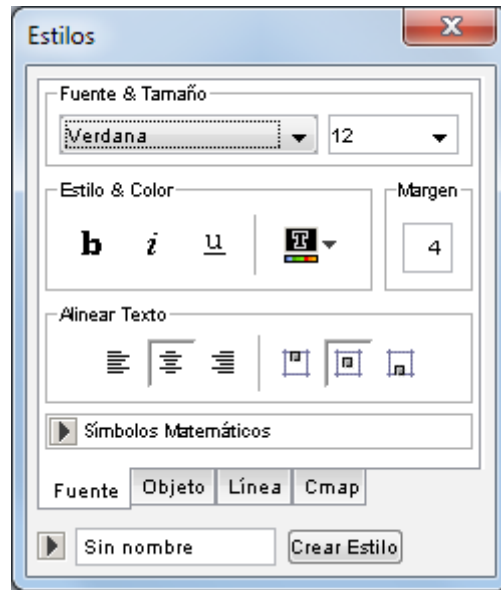 Estilos
Fuente & Tamaño
Verdana 12
Estilo & Color Margen
b i u T 4
Alinear Texto
Símbolos Matemáticos
Fuente Objeto Línea Cmap
Sin nombre Crear Estilo